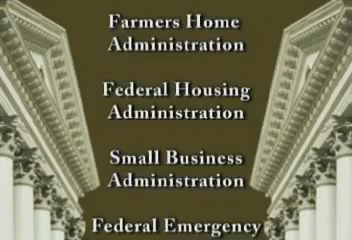 Farmers Home
Administration
Federal Housing
Administration
Small Business
Administration
Federal Emergency